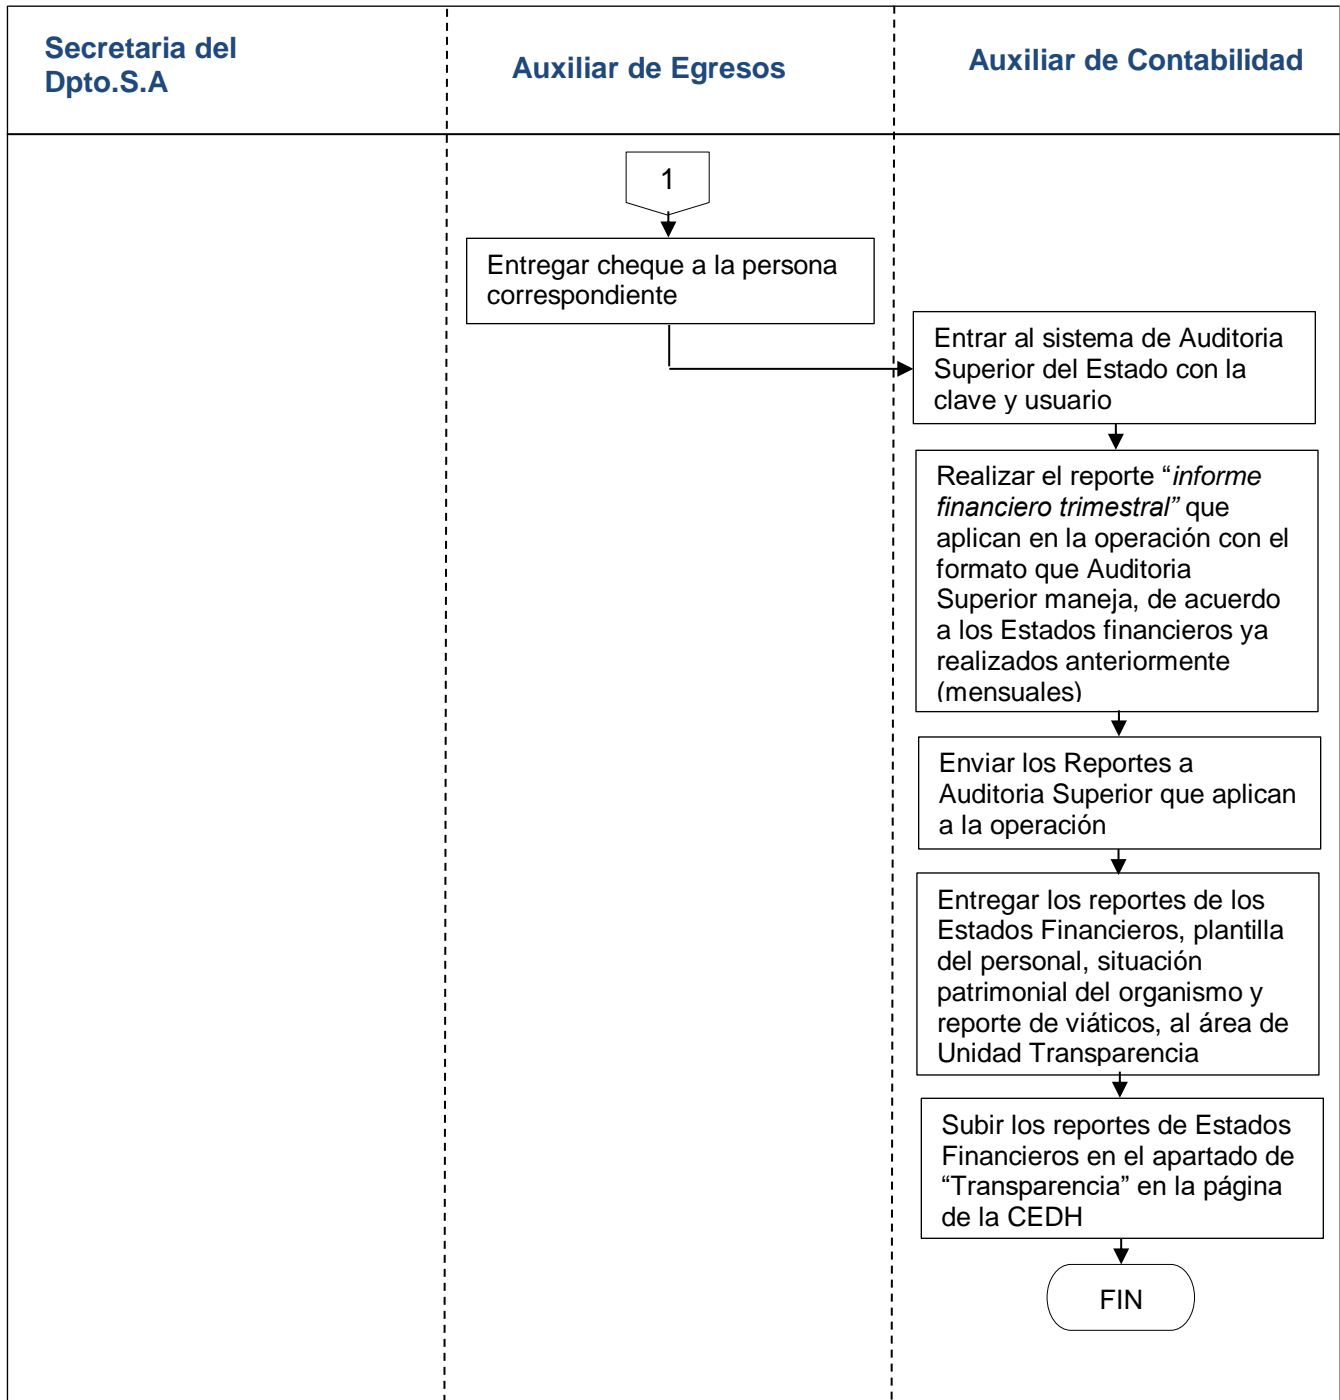 Secretaria del
Dpto.S.A
Auxiliar de Egresos
Auxiliar de Contabilidad
1
Entregar cheque a la persona
correspondiente
Entrar al sistema de Auditoria
Superior del Estado con la
clave y usuario
Realizar el reporte “informe
financiero trimestral” que
aplican en la operación con el
formato que Auditoria
Superior maneja, de acuerdo
a los Estados financieros ya
realizados anteriormente
(mensuales)
Enviar los Reportes a
Auditoria Superior que aplican
a la operación
Entregar los reportes de los
Estados Financieros, plantilla
del personal, situación
patrimonial del organismo y
reporte de viáticos, al área de
Unidad Transparencia
Subir los reportes de Estados
Financieros en el apartado de
“Transparencia” en la página
de la CEDH
FIN